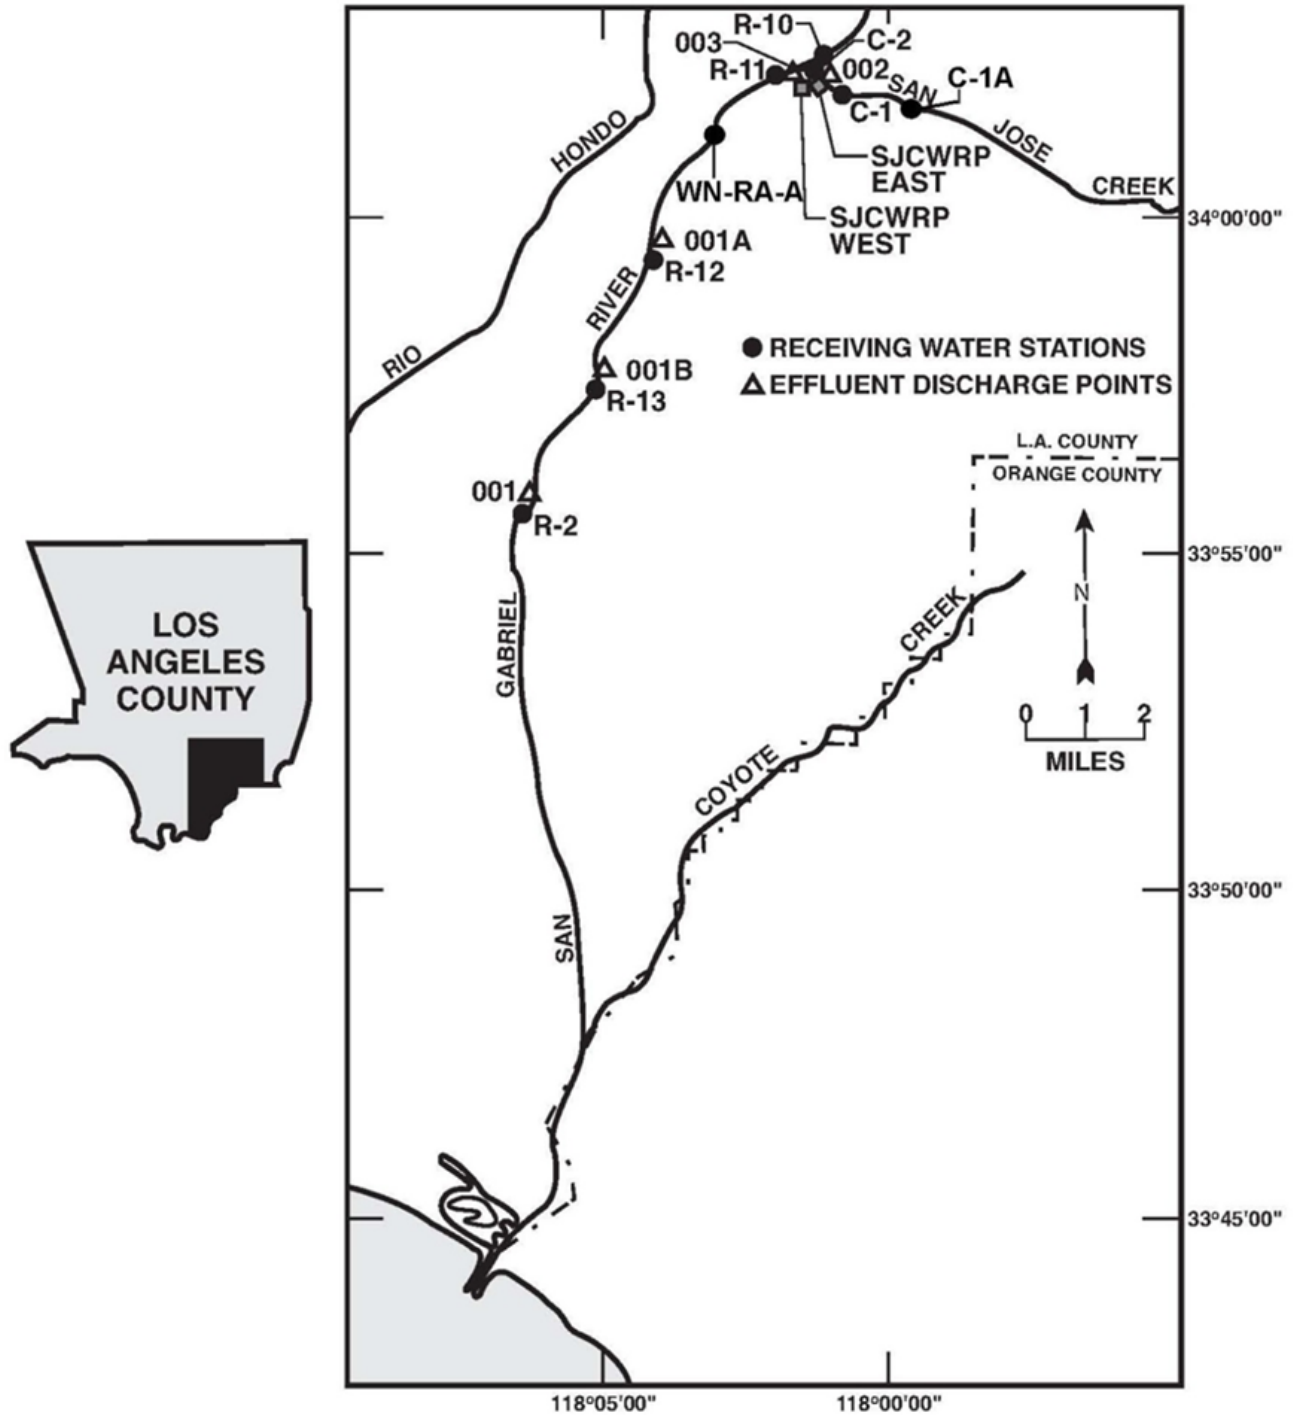 R-10
003
C-2
R-11
002
SAN
C-1A
C-1
JOSE
HONDO
SJCWRP
EAST
WN-RA-A
CREEK
SJCWRP
WEST
34°00'00"
001A
R-12
RIVER
RIO
RECEIVING WATER STATIONS
001B
EFFLUENT DISCHARGE POINTS
R-13
L.A. COUNTY
ORANGE COUNTY
001
R-2
33°55'00"
N
CREEK
GABRIEL
LOS
ANGELES
COUNTY
0 1 2
MILES
COYOTE
33°50'00"
SAN
33°45'00"
118°05'00" 118°00'00"